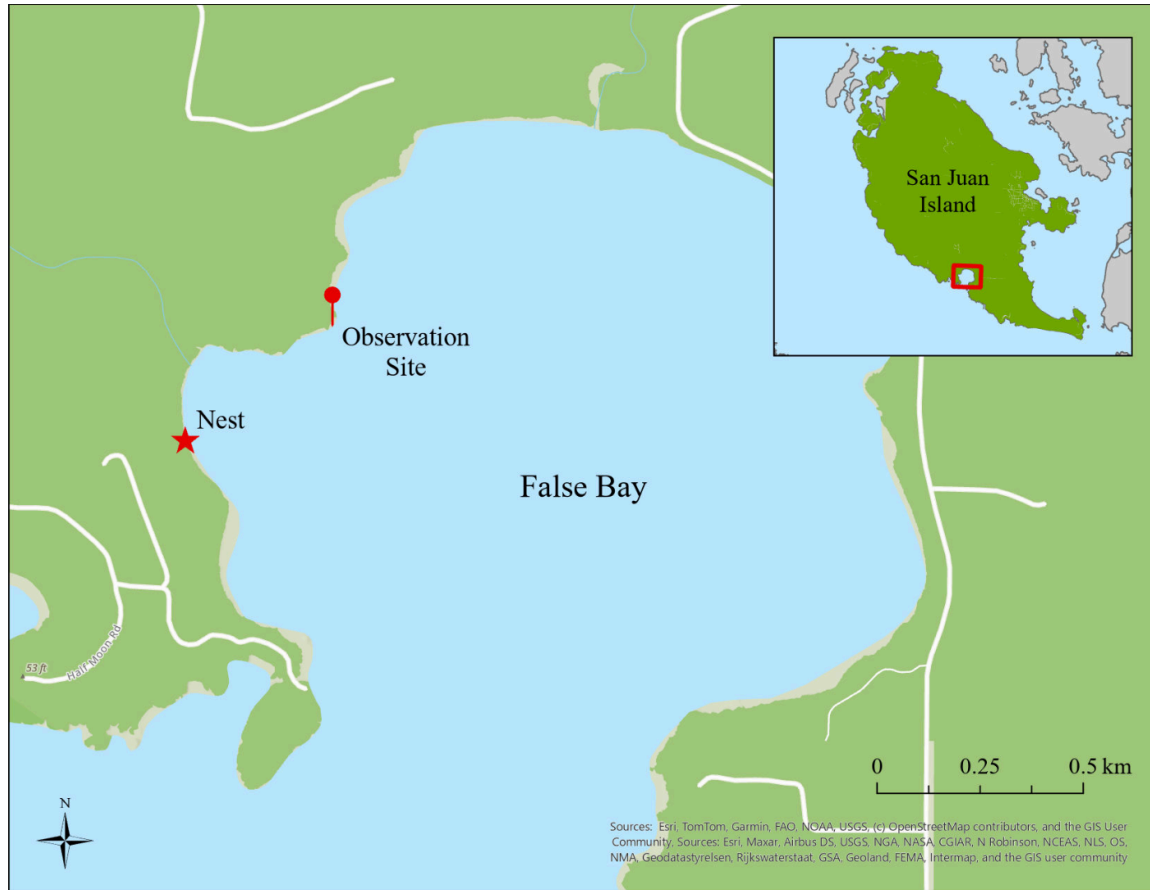 San Juan
Island
Observation
Site
Nest
False Bay
Half Moon Rd
53 ft
0 0.25 0.5 km
N
Sources: Esri, TomTom, Garmin, FAO, NOAA, USGS, (c) OpenStreetMap contributors, and the GIS User
Community, Sources: Esri, Maxar, Airbus DS, USGS, NGA, NASA, CGIAR, N Robinson, NCEAS, NLS, OS,
NMA, Geodatastyrelsen, Rijkswaterstaat, GSA, Geoland, FEMA, Intermap, and the GIS user community